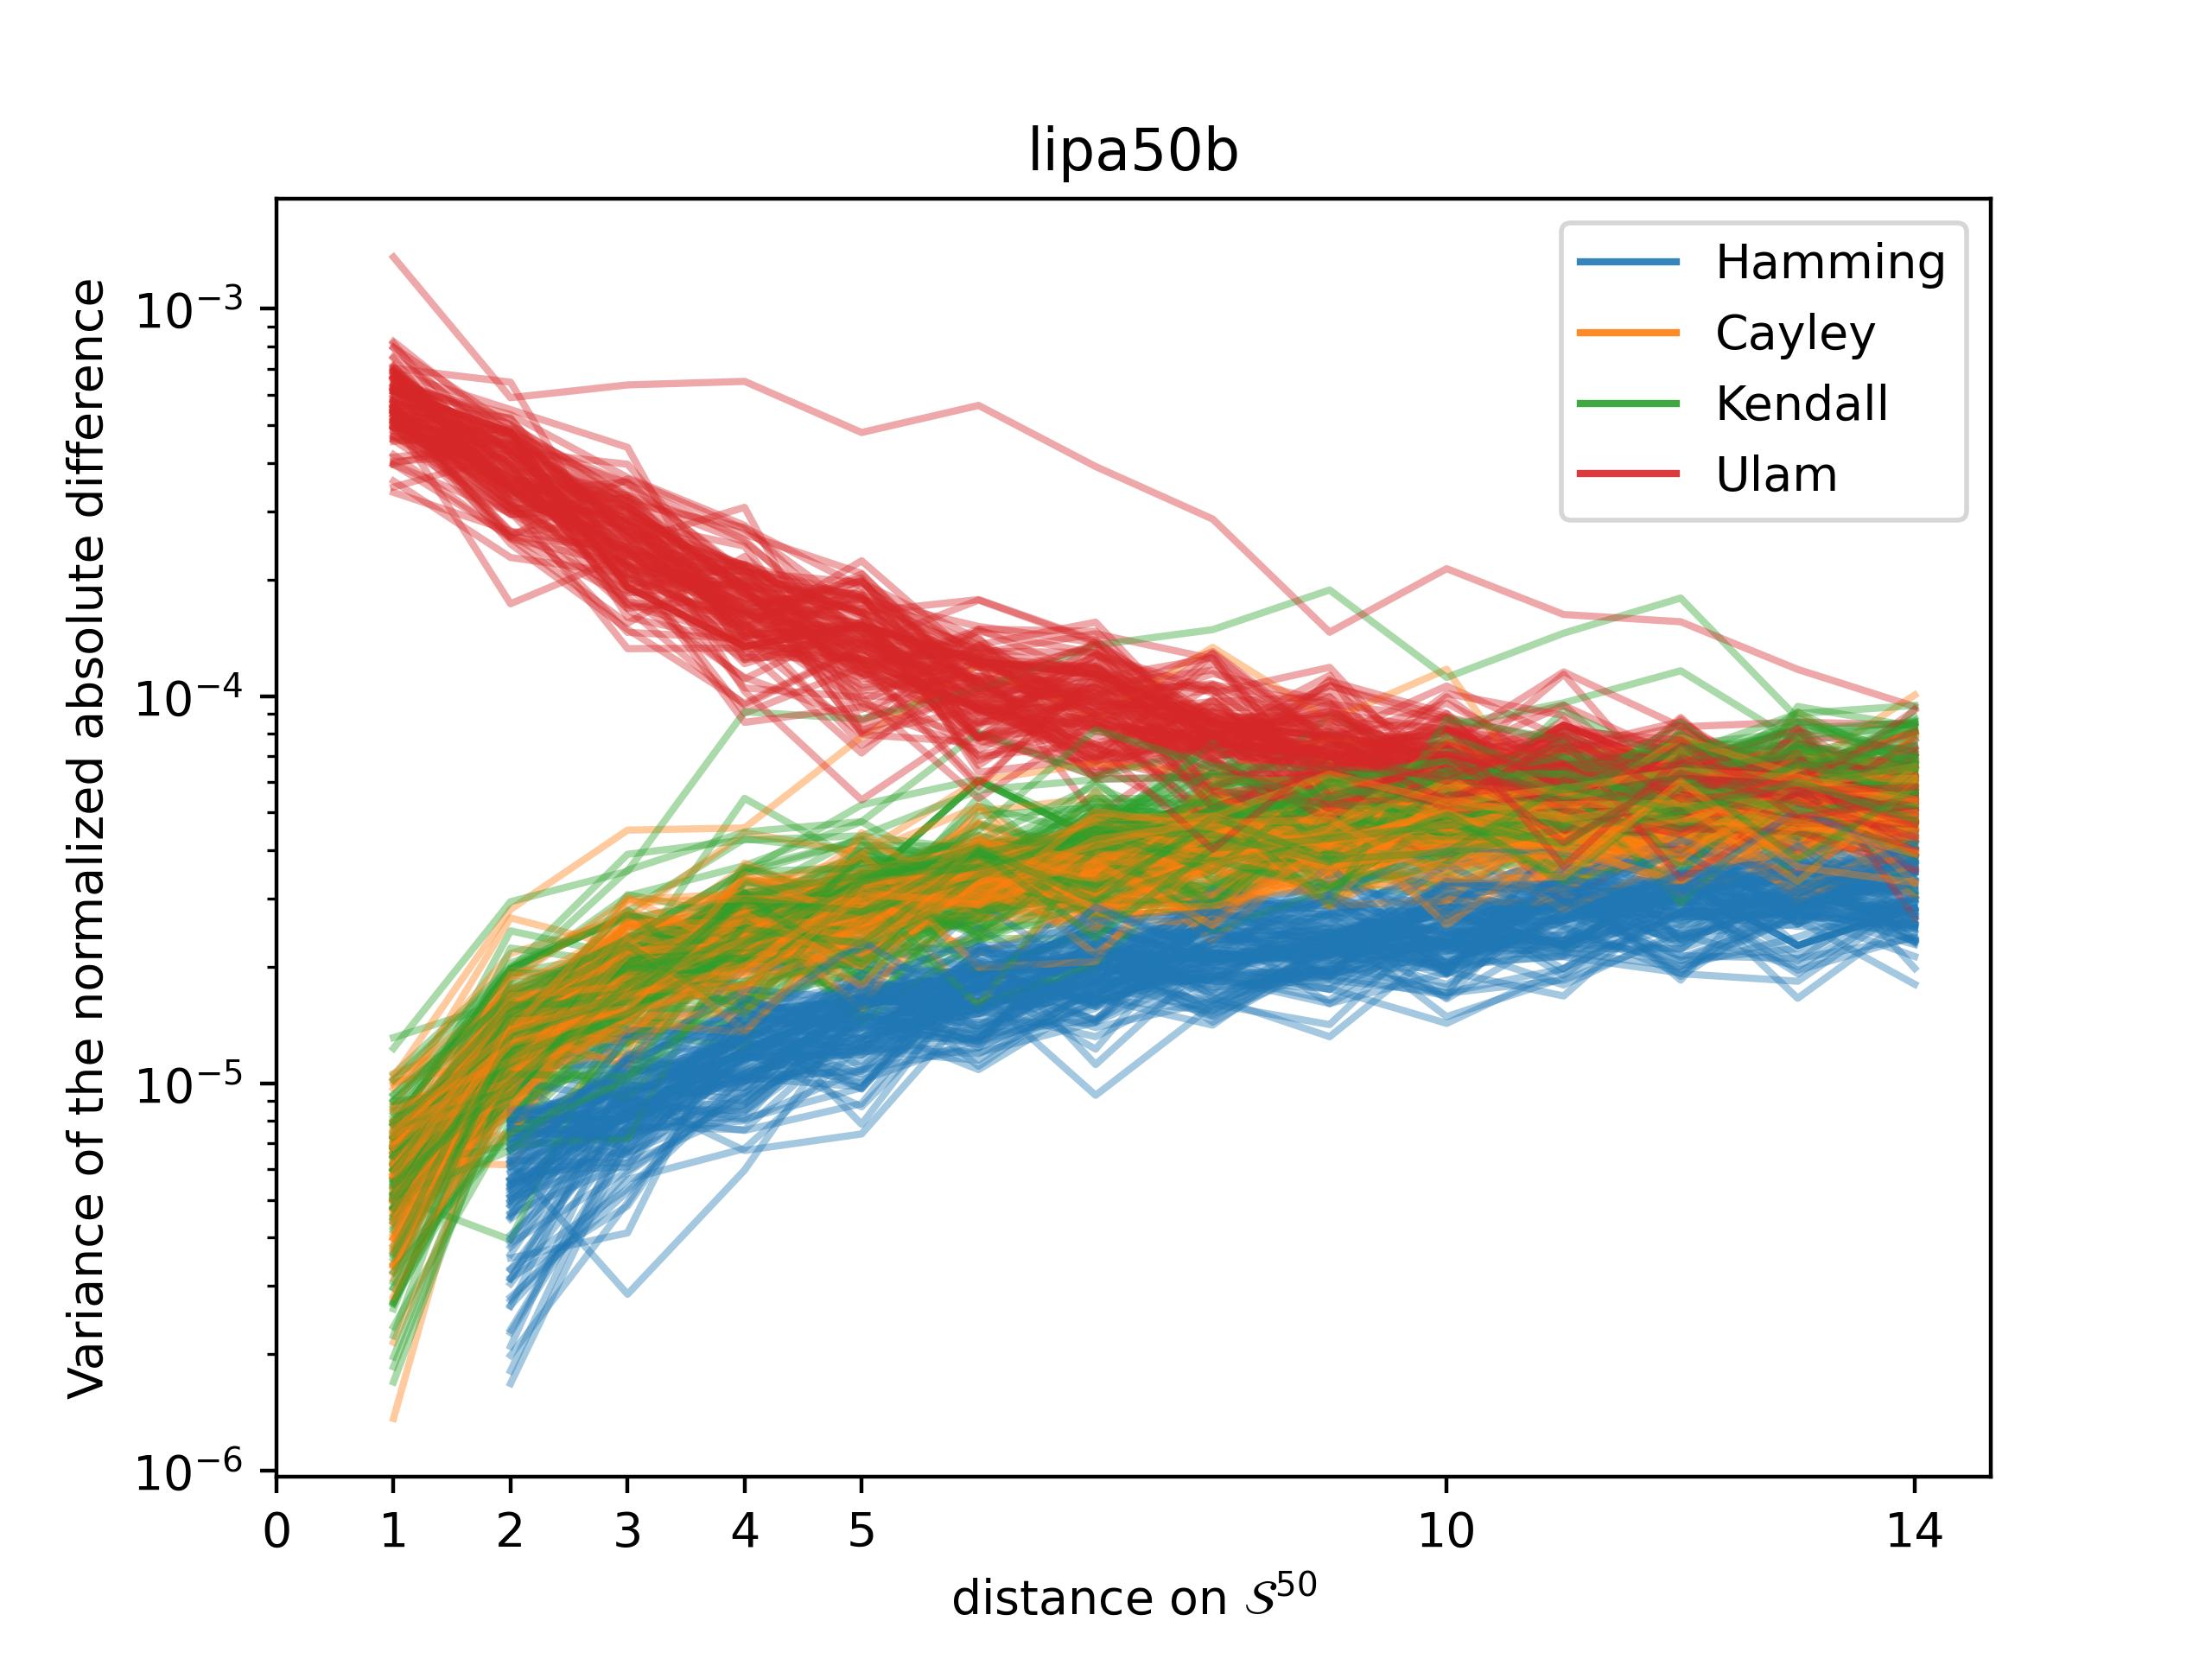 lipa50b
Variance of the normalized absolute difference
10⁻³
10⁻⁴
10⁻⁵
10⁻⁶
Hamming
Cayley
Kendall
Ulam
0 1 2 3 4 5 10 14
distance on 𝒮⁵⁰